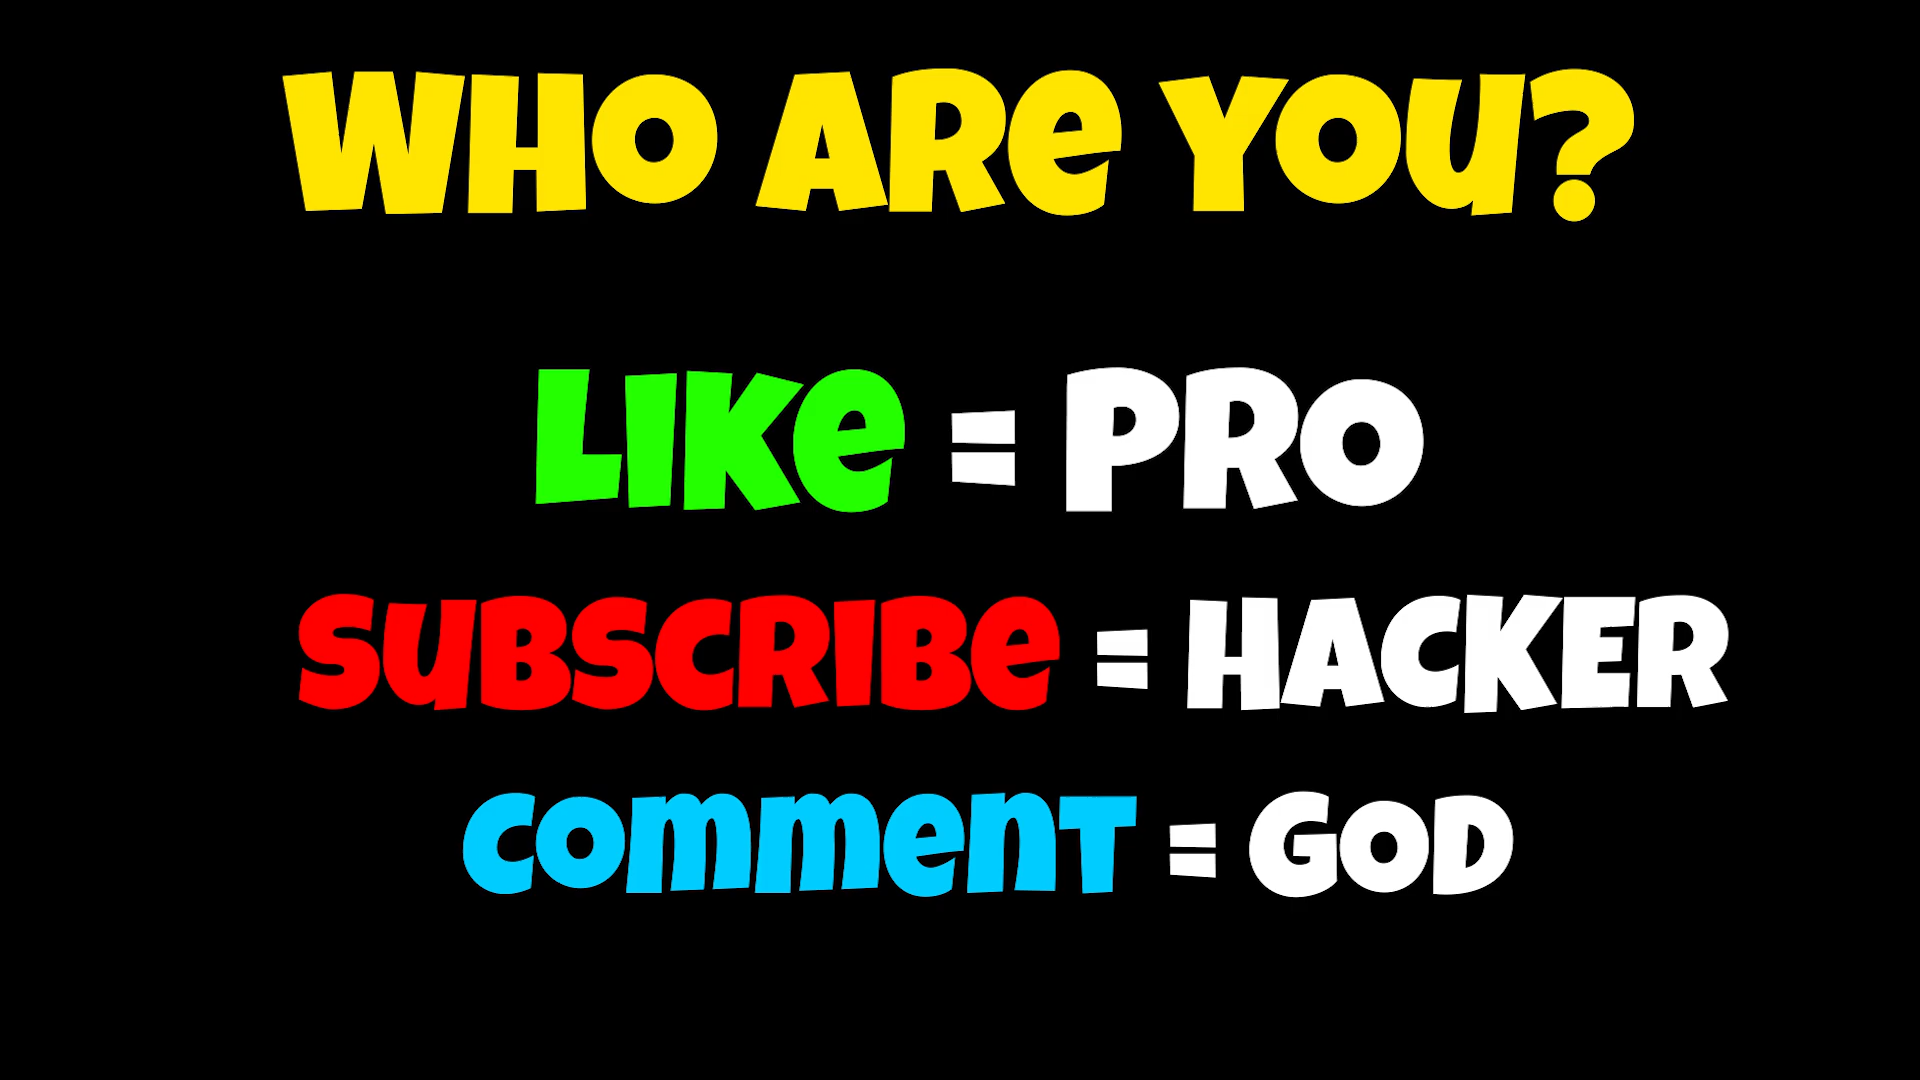 WHO ARE YOU?
LIKE = PRO
SUBSCRIBE = HACKER
COMMENT = GOD